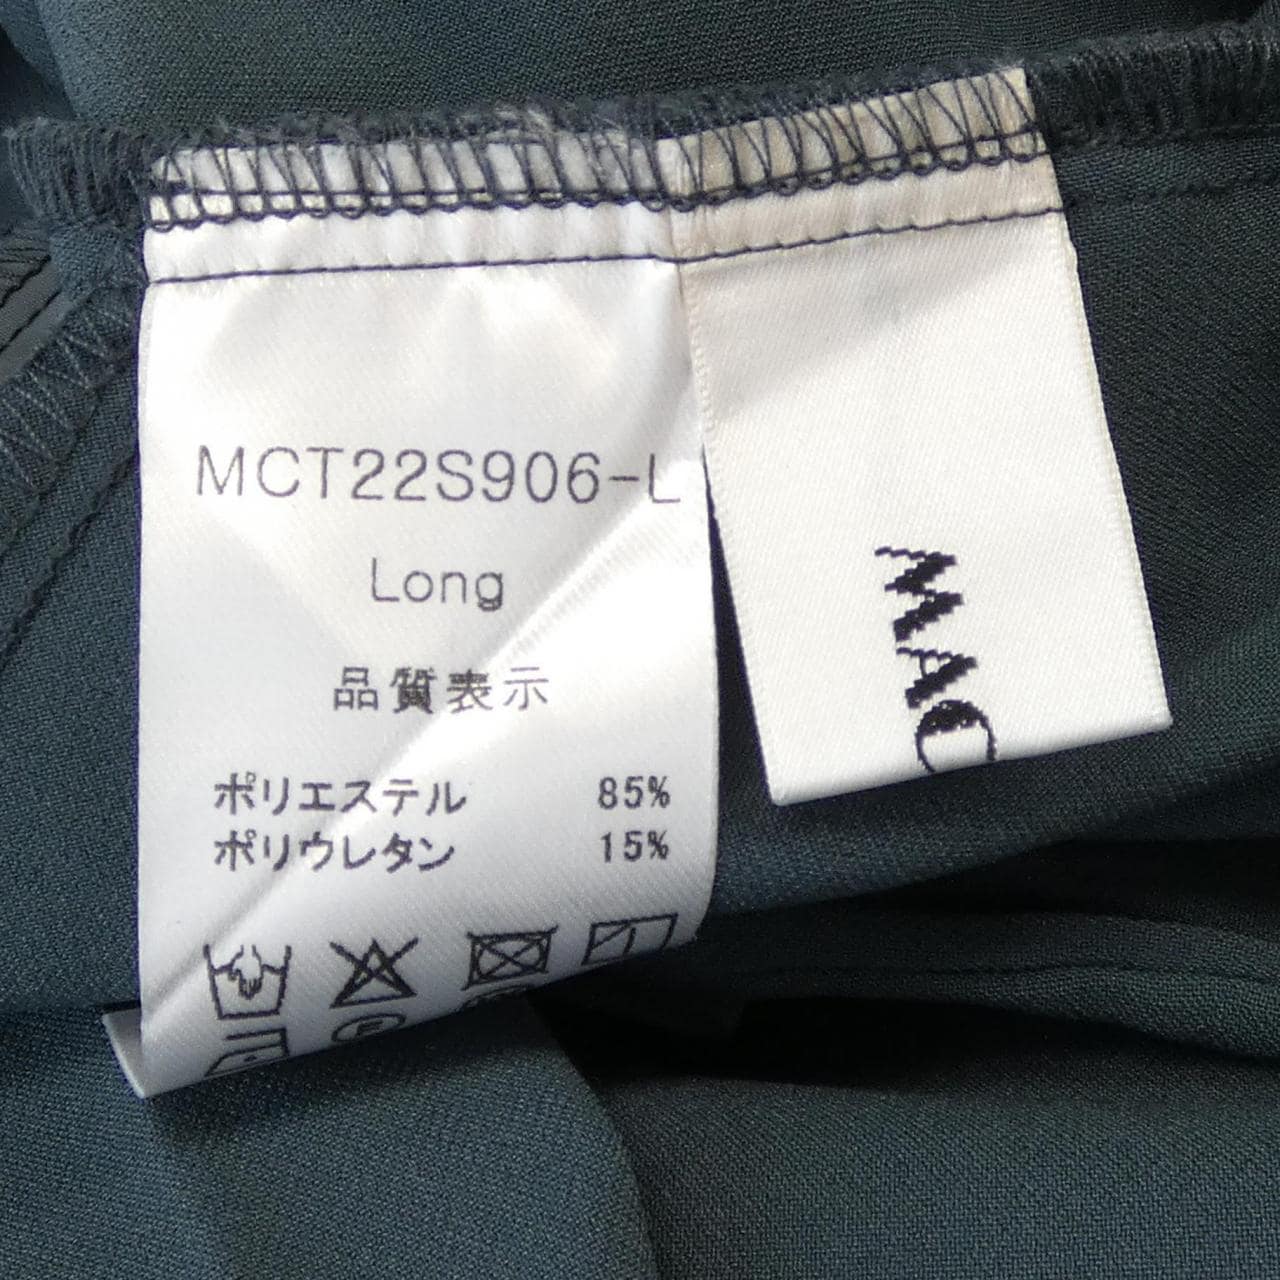 MCT22S906-L
Long
品質表示
ポリエステル 85%
ポリウレタン 15%
MAC